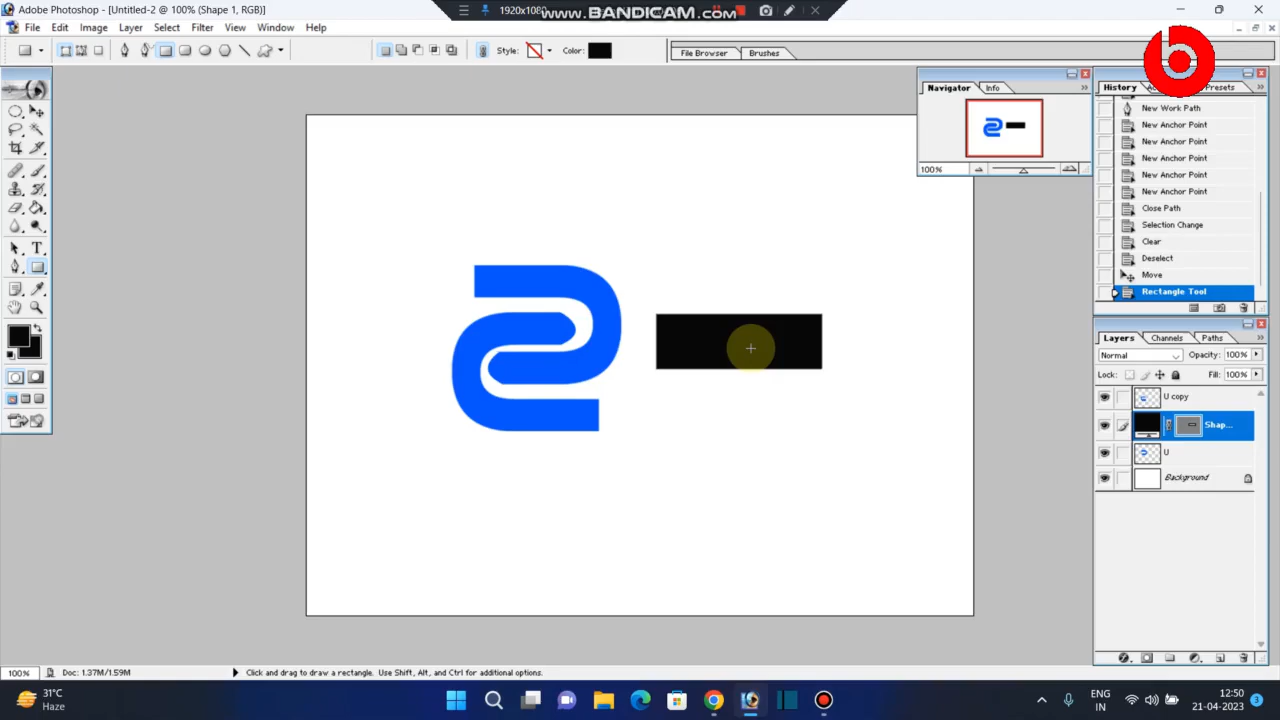 Adobe Photoshop - [Untitled-2 @ 100% (Shape 1, RGB)]
1920x1080
www.BANDICAM.com
File Edit Image Layer Select Filter View Window Help
Style:
Color:
File Browser
Brushes
Navigator
Info
100%
History
Presets
New Work Path
New Anchor Point
New Anchor Point
New Anchor Point
New Anchor Point
New Anchor Point
Close Path
Selection Change
Clear
Deselect
Move
Rectangle Tool
Layers
Channels
Paths
Normal
Opacity: 100%
Lock:
Fill: 100%
U copy
Shap...
U
Background
T
100%
Doc: 1.37M/1.59M
Click and drag to draw a rectangle. Use Shift, Alt, and Ctrl for additional options.
31°C
Haze
ENG
IN
12:50
21-04-2023
3